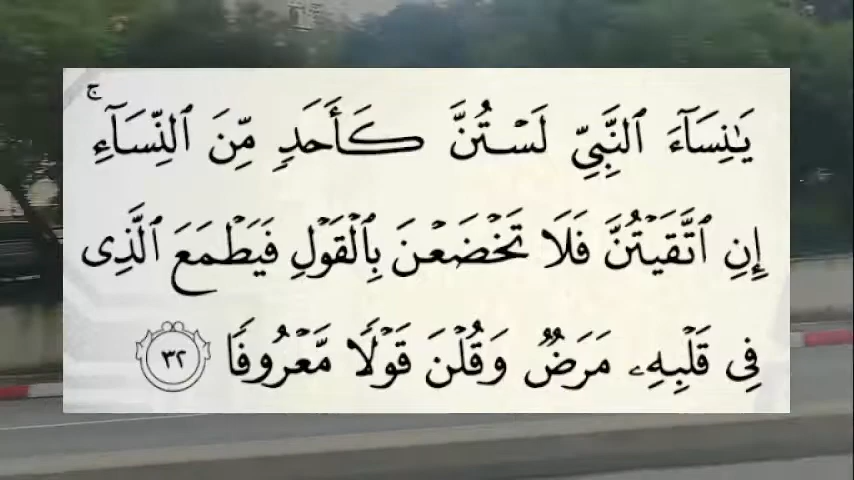 يَٰنِسَآءَ ٱلنَّبِيِّ لَسۡتُنَّ كَأَحَدٖ مِّنَ ٱلنِّسَآءِۚ
إِنِ ٱتَّقَيۡتُنَّ فَلَا تَخۡضَعۡنَ بِٱلۡقَوۡلِ فَيَطۡمَعَ ٱلَّذِي
فِي قَلۡبِهِۦ مَرَضٞ وَقُلۡنَ قَوۡلٗا مَّعۡرُوفٗا ٣٢